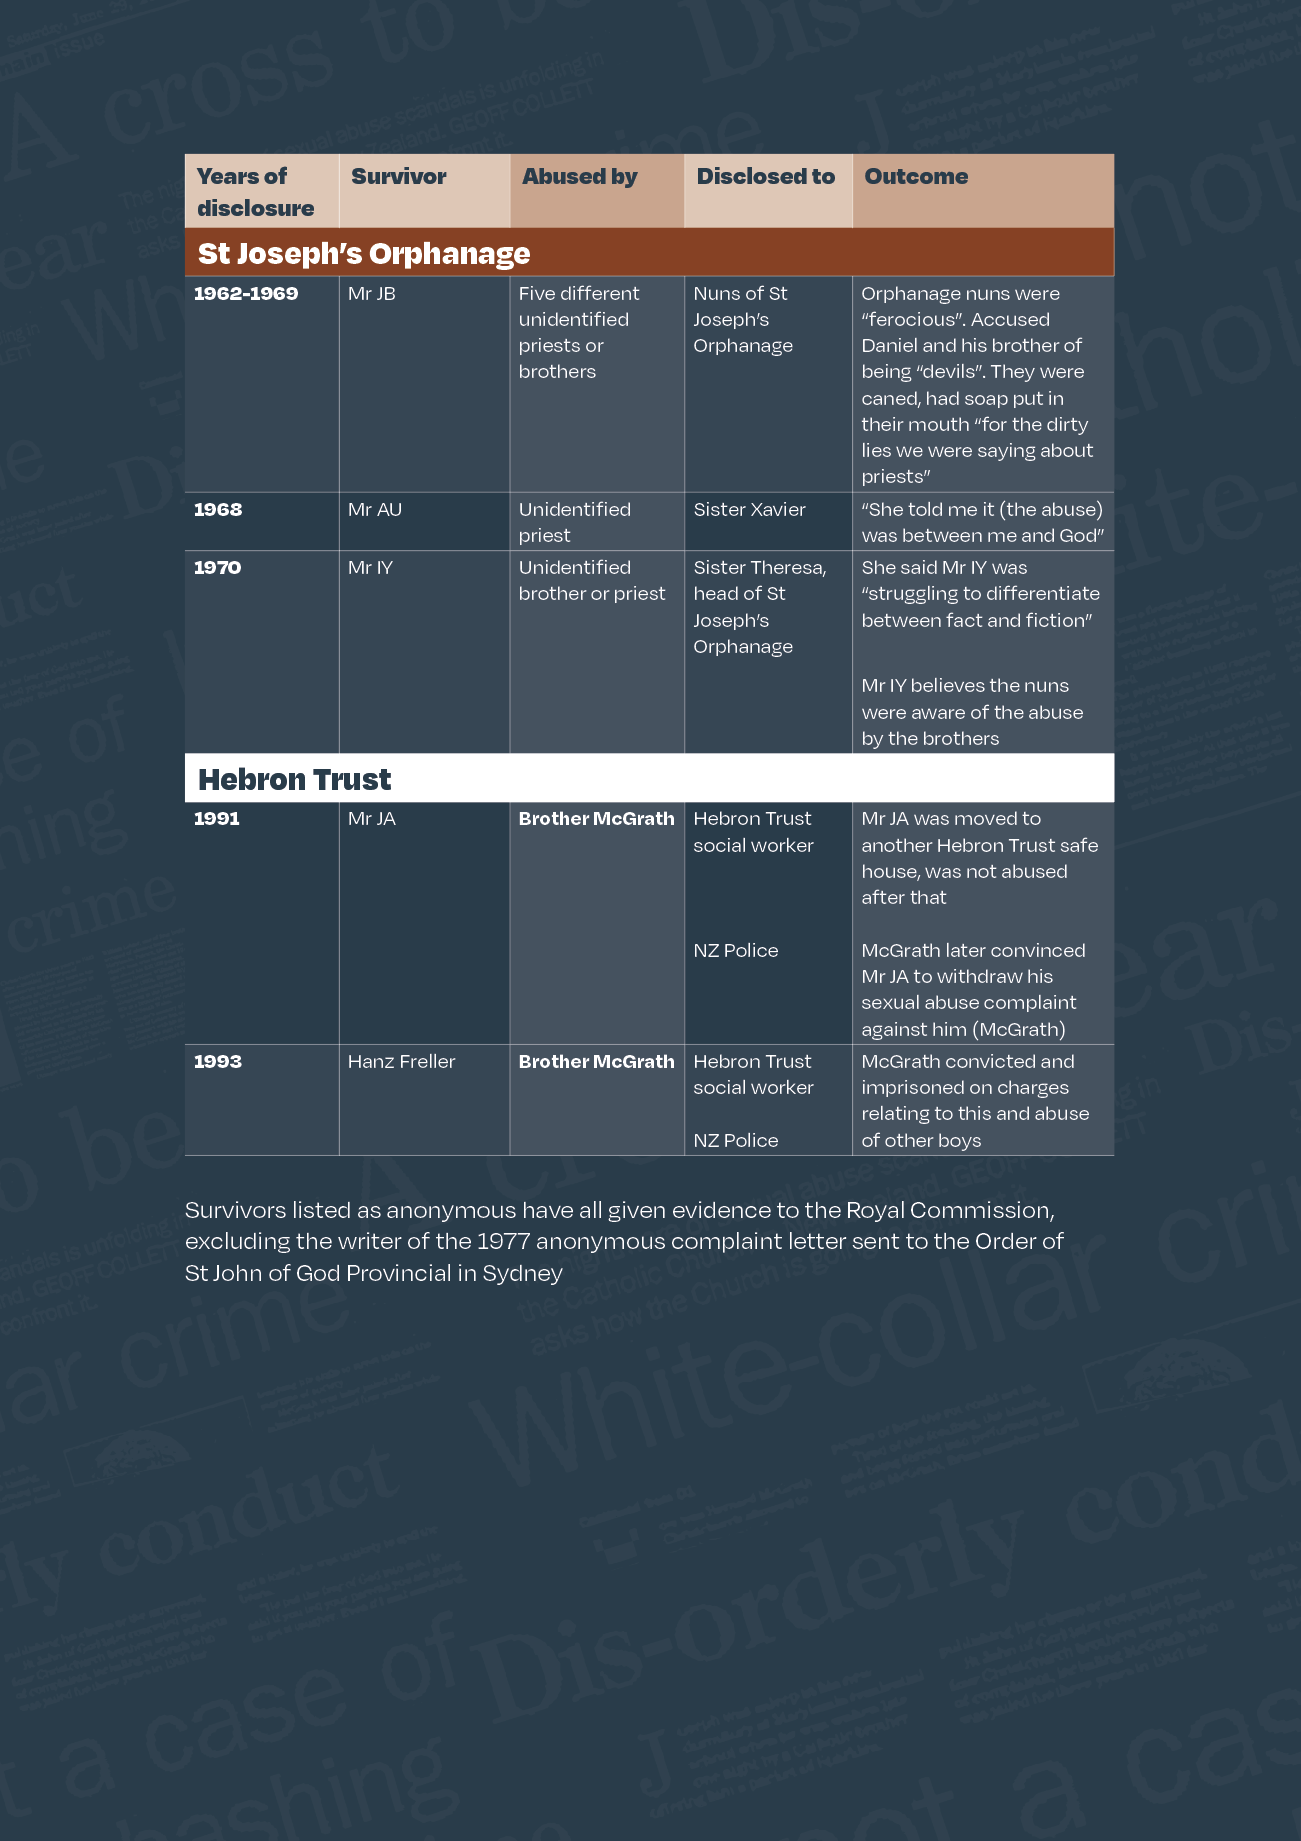 Years of disclosure
Survivor
Abused by
Disclosed to
Outcome
St Joseph's Orphanage
1962-1969
Mr JB
Five different
unidentified
priests or
brothers
Nuns of St
Joseph's
Orphanage
Orphanage nuns were
“ferocious”. Accused
Daniel and his brother of
being “devils”. They were
caned, had soap put in
their mouth “for the dirty
lies we were saying about
priests”
1968
Mr AU
Unidentified
priest
Sister Xavier
“She told me it (the abuse)
was between me and God”
1970
Mr IY
Unidentified
brother or priest
Sister Theresa,
head of St
Joseph's
Orphanage
She said Mr IY was
“struggling to differentiate
between fact and fiction”
Mr IY believes the nuns
were aware of the abuse
by the brothers
Hebron Trust
1991
Mr JA
Brother McGrath
Hebron Trust
social worker
Mr JA was moved to
another Hebron Trust safe
house, was not abused
after that
NZ Police
McGrath later convinced
Mr JA to withdraw his
sexual abuse complaint
against him (McGrath)
1993
Hanz Freller
Brother McGrath
Hebron Trust
social worker
NZ Police
McGrath convicted and
imprisoned on charges
relating to this and abuse
of other boys
Survivors listed as anonymous have all given evidence to the Royal Commission,
excluding the writer of the 1977 anonymous complaint letter sent to the Order of
St John of God Provincial in Sydney